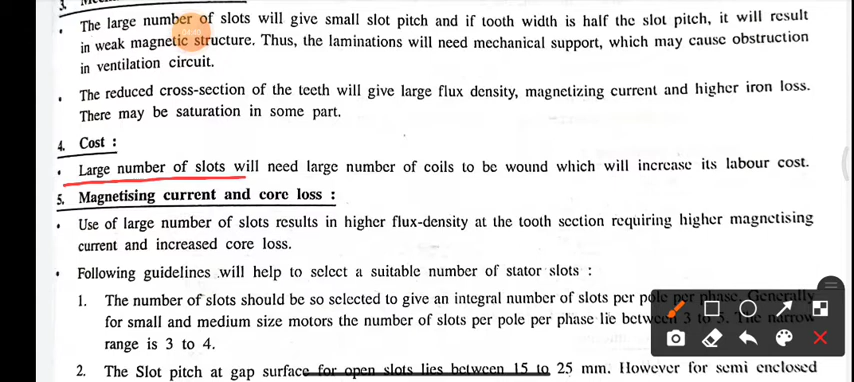 3.
• The large number of slots will give small slot pitch and if tooth width is half the slot pitch, it will result
in weak magnetic structure. Thus, the laminations will need mechanical support, which may cause obstruction
in ventilation circuit.
• The reduced cross-section of the teeth will give large flux density, magnetizing current and higher iron loss.
There may be saturation in some part.
4. Cost :
• Large number of slots will need large number of coils to be wound which will increase its labour cost.
5. Magnetising current and core loss :
• Use of large number of slots results in higher flux-density at the tooth section requiring higher magnetising
current and increased core loss.
• Following guidelines will help to select a suitable number of stator slots :
1. The number of slots should be so selected to give an integral number of slots per pole per phase. Generally
for small and medium size motors the number of slots per pole per phase lie between 3 to 5. The narrow
range is 3 to 4.
2. The Slot pitch at gap surface for open slots lies between 15 to 25 mm. However for semi enclosed